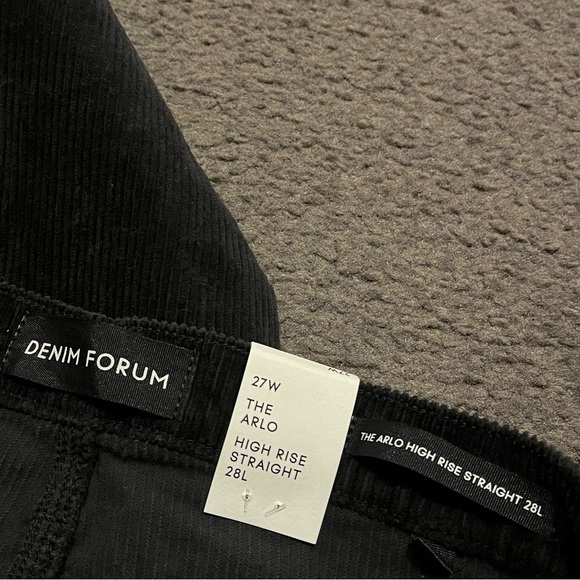 DENIM FORUM
27W
THE
ARLO
HIGH RISE
STRAIGHT
28L
THE ARLO HIGH RISE STRAIGHT 28L